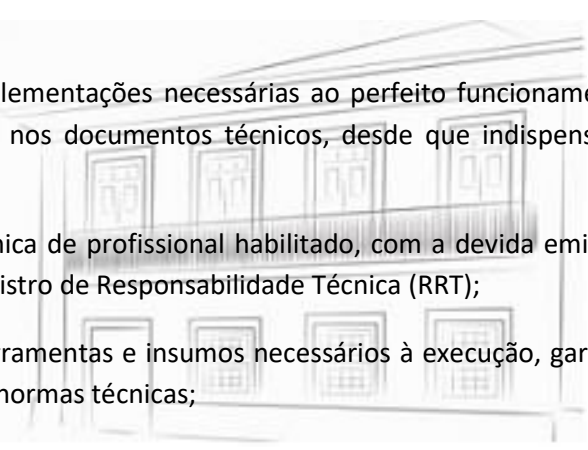 lementações necessárias ao perfeito funcioname
nos documentos técnicos, desde que indispens
nica de profissional habilitado, com a devida emi
istro de Responsabilidade Técnica (RRT);
rramentas e insumos necessários à execução, gar
normas técnicas;